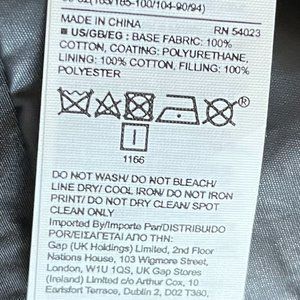 MADE IN CHINA RN 54023
■ US/GB/EG : BASE FABRIC: 100%
COTTON, COATING: POLYURETHANE,
LINING: 100% COTTON, FILLING: 100%
POLYESTER
®
1166
DO NOT WASH/ DO NOT BLEACH/
LINE DRY/ COOL IRON/ DO NOT IRON
PRINT/ DO NOT DRY CLEAN/ SPOT
CLEAN ONLY
Imported By/Importe Par/DISTRIBUIDO
POR/ΕΙΣΑΓΕΤΑΙ ΑΠΟ ΤΗΝ:
Gap (UK Holdings) Limited, 2nd Floor
Nations House, 103 Wigmore Street,
London, W1U 1QS, UK Gap Stores
(Ireland) Limited c/o Arthur Cox, 10
Earlsfort Terrace, Dublin 2, D02 T380,